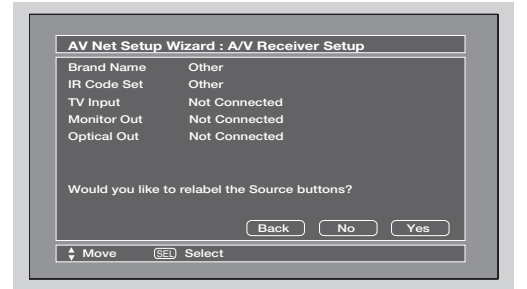 AV Net Setup Wizard : A/V Receiver Setup
Brand Name Other
IR Code Set Other
TV Input Not Connected
Monitor Out Not Connected
Optical Out Not Connected
Would you like to relabel the Source buttons?
Back No Yes
Move SEL Select